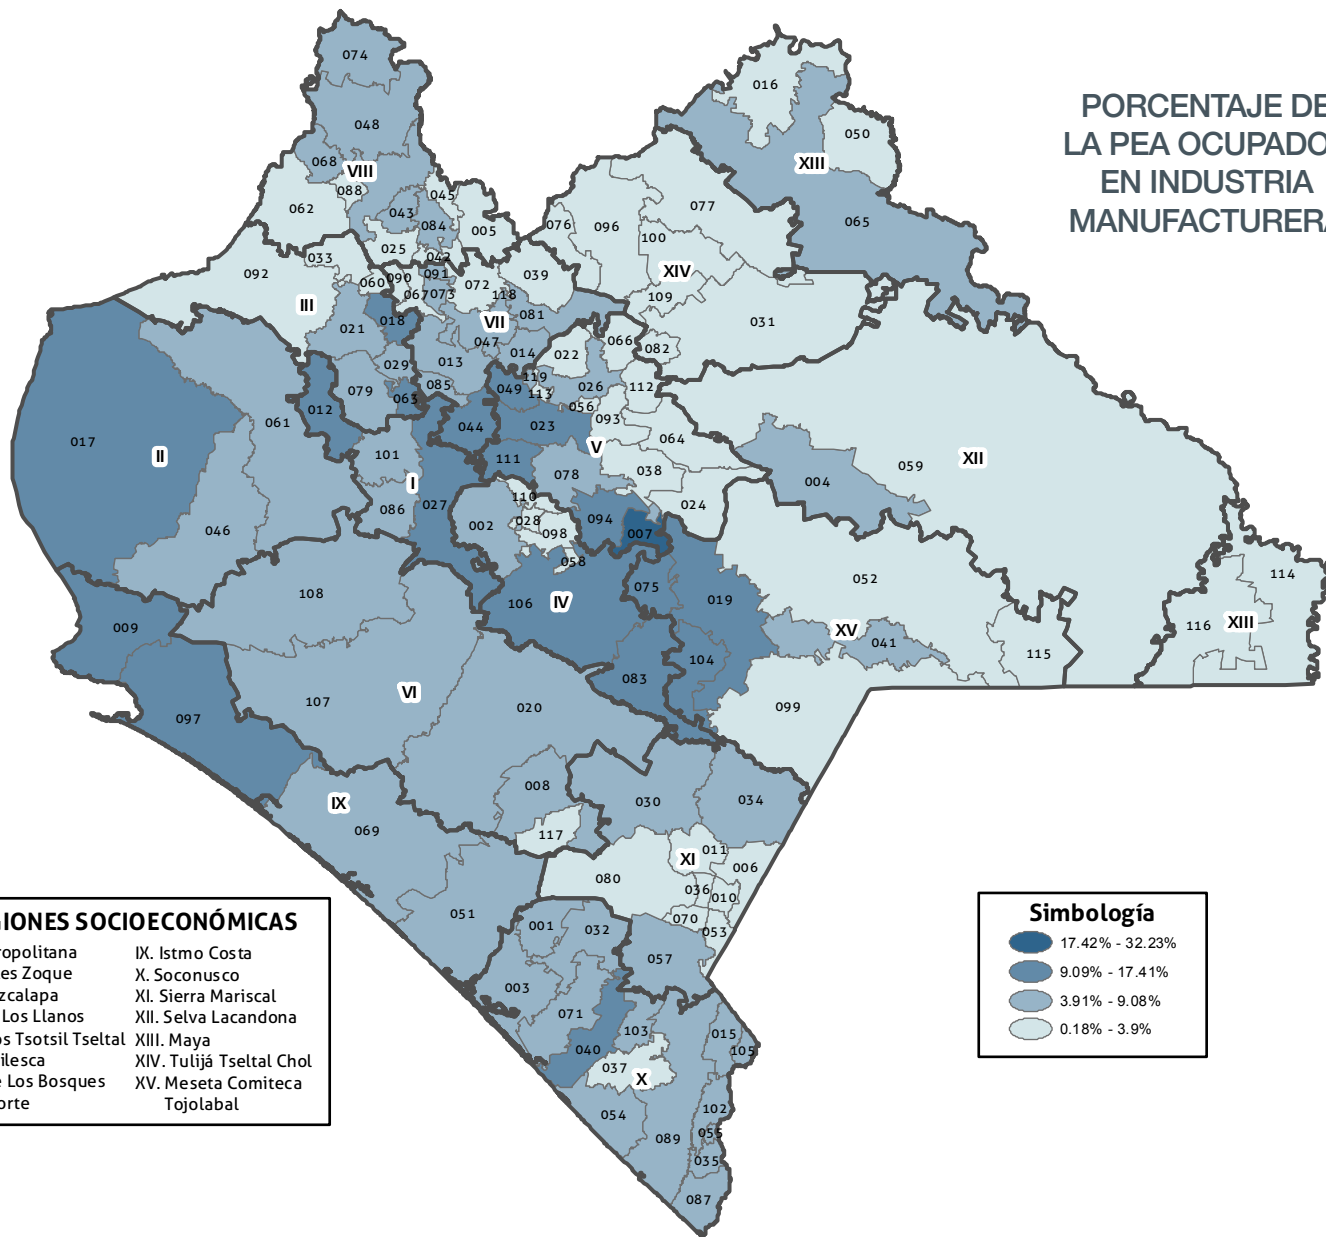 PORCENTAJE DE
LA PEA OCUPADO
EN INDUSTRIA
MANUFACTURERA
074
016
048
050
068
VIII
XIII
088
045
062
043
077
084
005
076
096
065
025
100
042
033
XIV
092
091
039
060
090
072
067
073
118
109
III
081
018
VII
031
021
047
066
082
013
014
022
029
119
079
085
049
026
112
063
113
012
056
061
093
044
023
064
017
II
V
XII
101
111
038
059
078
004
I
027
110
024
086
094
046
002
028
098
007
058
114
052
108
075
106
IV
019
009
XV
116
XIII
041
115
104
083
VI
107
020
099
097
008
030
034
IX
069
117
011
XI
006
080
036
010
051
070
053
001
032
057
003
071
103
015
040
105
037
X
054
102
089
055
035
087
GIONES SOCIOECONÓMICAS
ropolitana
es Zoque
zcalapa
Los Llanos
os Tsotsil Tseltal
ilesca
e Los Bosques
orte
IX. Istmo Costa
X. Soconusco
XI. Sierra Mariscal
XII. Selva Lacandona
XIII. Maya
XIV. Tulijá Tseltal Chol
XV. Meseta Comiteca
Tojolabal
Simbología
17.42% - 32.23%
9.09% - 17.41%
3.91% - 9.08%
0.18% - 3.9%